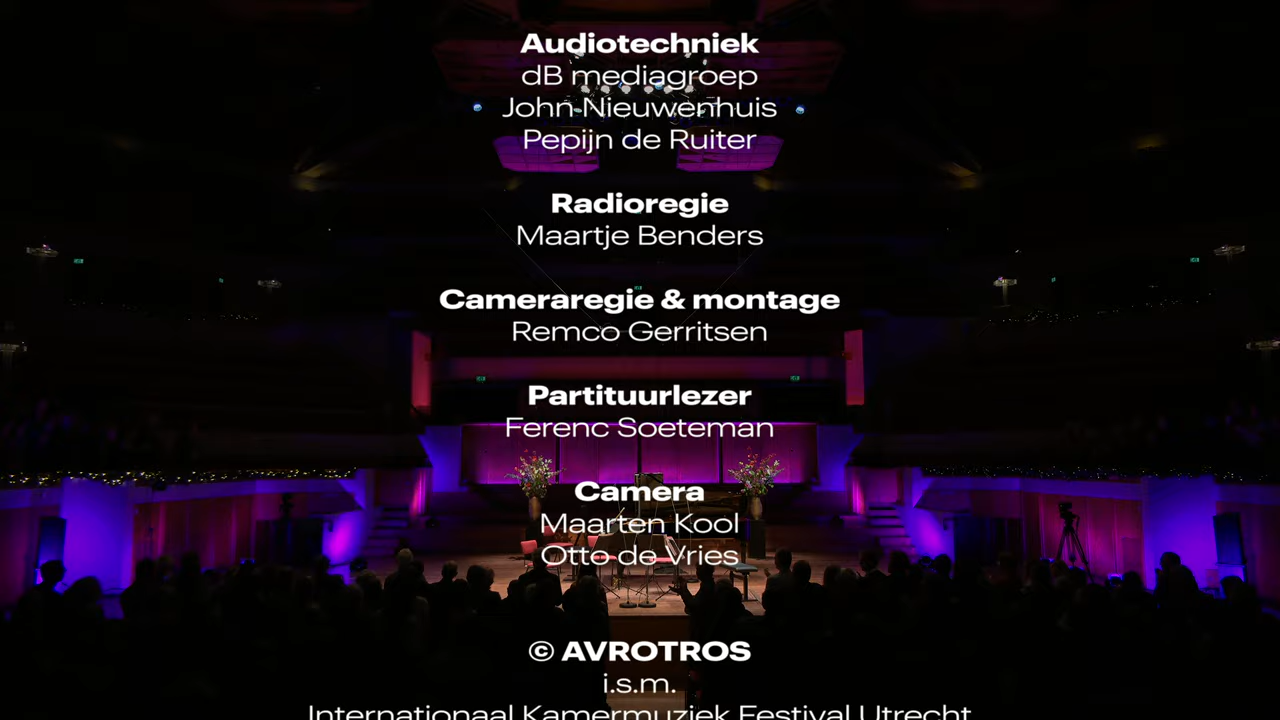 Audiotechniek
dB mediagroep
John Nieuwenhuis
Pepijn de Ruiter
Radioregie
Maartje Benders
Cameraregie & montage
Remco Gerritsen
Partituurlezer
Ferenc Soeteman
Camera
Maarten Kool
Otto de Vries
© AVROTROS
i.s.m.
Internationaal Kamermuziek Festival Utrecht